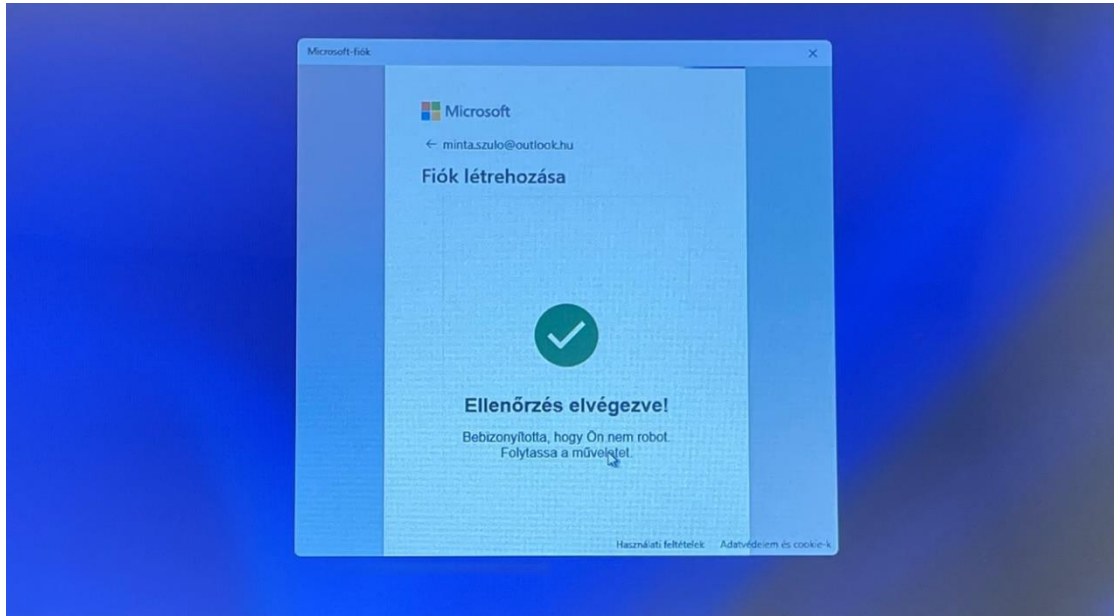 Microsoft-fiók
Microsoft
← minta.szulo@outlook.hu
Fiók létrehozása
Ellenőrzés elvégezve!
Bebizonyította, hogy Ön nem robot.
Folytassa a műveletet.
Használati feltételek Adatvédelem és cookie-k